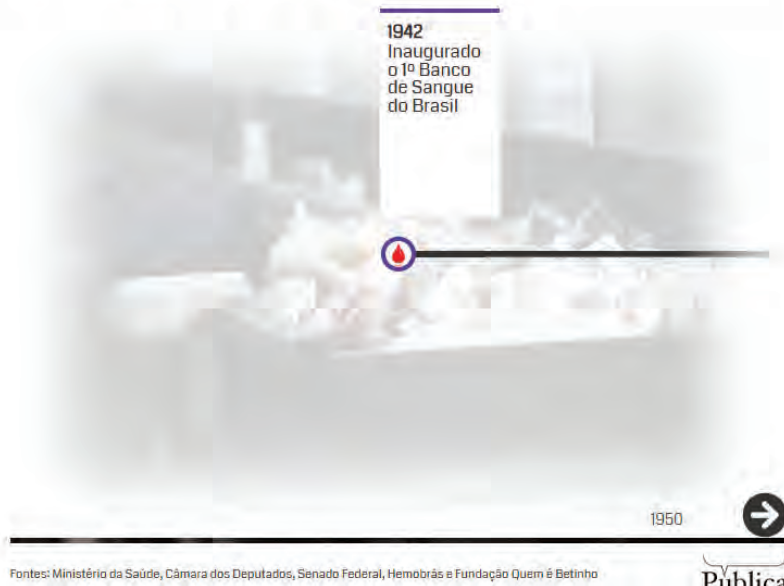 1942
Inaugurado
o 1º Banco
de Sangue
do Brasil
1950
Fontes: Ministério da Saúde, Câmara dos Deputados, Senado Federal, Hemobrás e Fundação Quem é Betinho
Pública